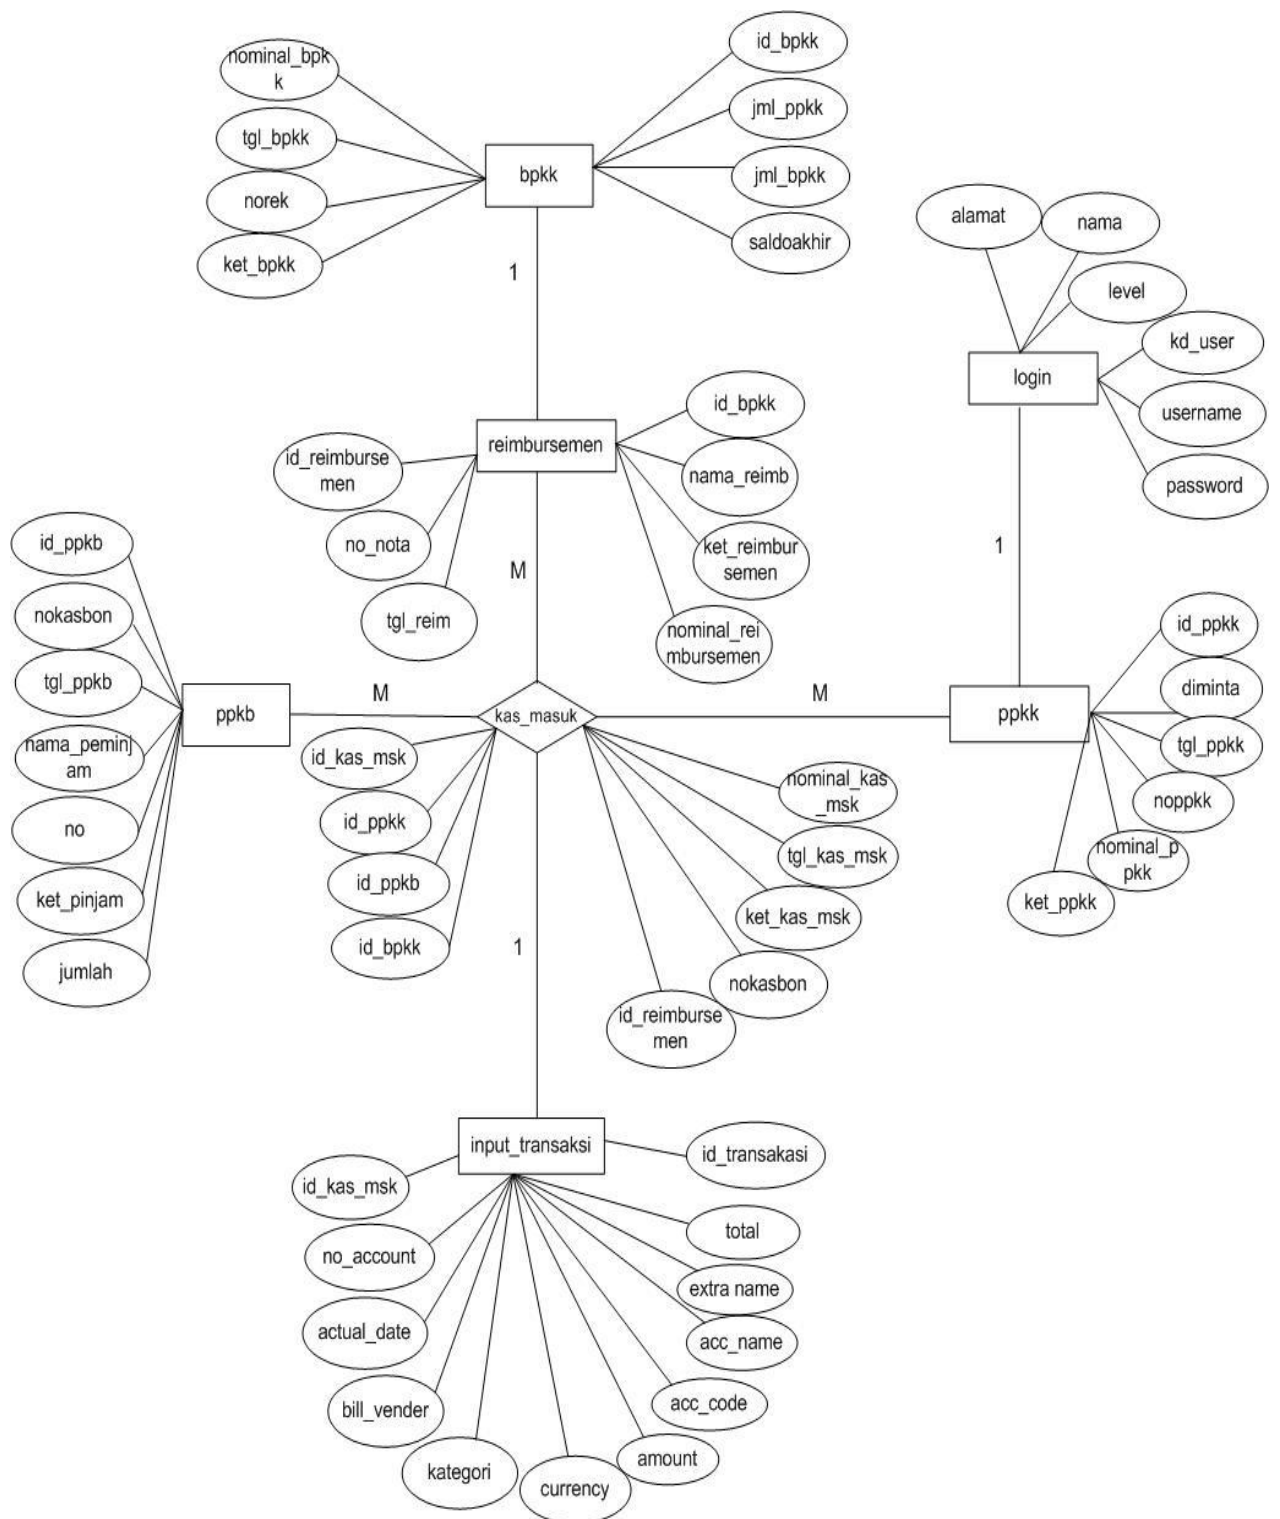 nominal_bpk
k
tgl_bpkk
norek
ket_bpkk
bpkk
id_bpkk
jml_ppkk
jml_bpkk
saldoakhir
1
alamat
nama
level
kd_user
username
password
login
1
reimbursemen
id_reimburse
men
no_nota
tgl_reim
id_bpkk
nama_reimb
ket_reimbur
semen
nominal_rei
mbursemen
M
id_ppkb
nokasbon
tgl_ppkb
nama_peminj
am
no
ket_pinjam
jumlah
ppkb
M
kas_masuk
M
ppkk
id_ppkk
diminta
tgl_ppkk
noppkk
nominal_p
pkk
ket_ppkk
id_kas_msk
id_ppkk
id_ppkb
id_bpkk
nominal_kas
_msk
tgl_kas_msk
ket_kas_msk
nokasbon
id_reimburse
men
1
input_transaksi
id_transakasi
id_kas_msk
no_account
actual_date
bill_vender
kategori
currency
amount
acc_code
acc_name
extra name
total